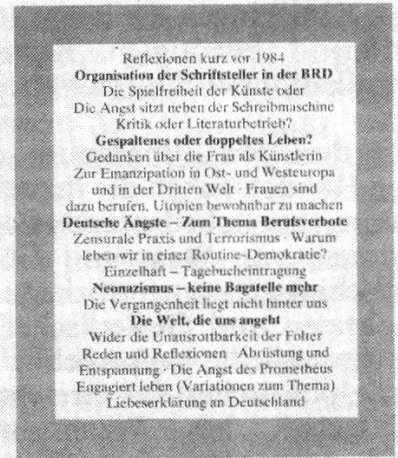 Reflexionen kurz vor 1984
Organisation der Schriftsteller in der BRD
Die Spielfreiheit der Künste oder
Die Angst sitzt neben der Schreibmaschine
Kritik oder Literaturbetrieb?
Gespaltenes oder doppeltes Leben?
Gedanken über die Frau als Künstlerin
Zur Emanzipation in Ost- und Westeuropa
und in der Dritten Welt · Frauen sind
dazu berufen, Utopien bewohnbar zu machen
Deutsche Ängste – Zum Thema Berufsverbote
Zensurale Praxis und Terrorismus · Warum
leben wir in einer Routine-Demokratie?
Einzelhaft – Tagebucheintragung
Neonazismus – keine Bagatelle mehr
Die Vergangenheit liegt nicht hinter uns
Die Welt, die uns angeht
Wider die Unausrottbarkeit der Folter
Reden und Reflexionen Abrüstung und
Entspannung · Die Angst des Prometheus
Engagiert leben (Variationen zum Thema)
Liebeserklärung an Deutschland